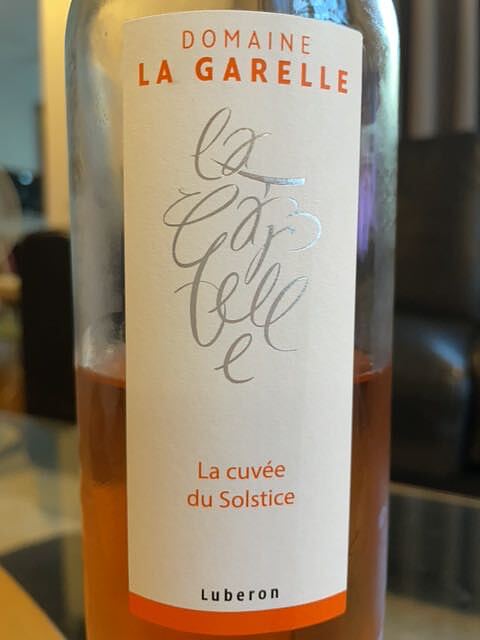 DOMAINE
LA GARELLE
la
Garelle
La cuvée
du Solstice
Luberon